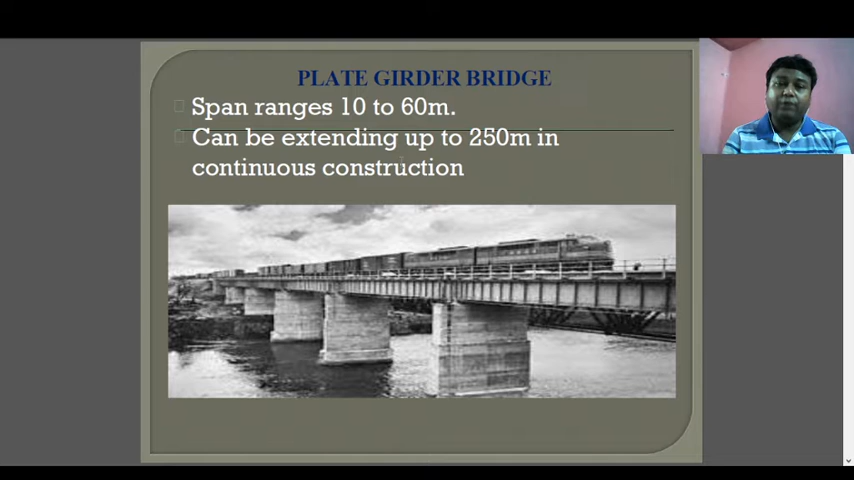 PLATE GIRDER BRIDGE
Span ranges 10 to 60m.
Can be extending up to 250m in
continuous construction